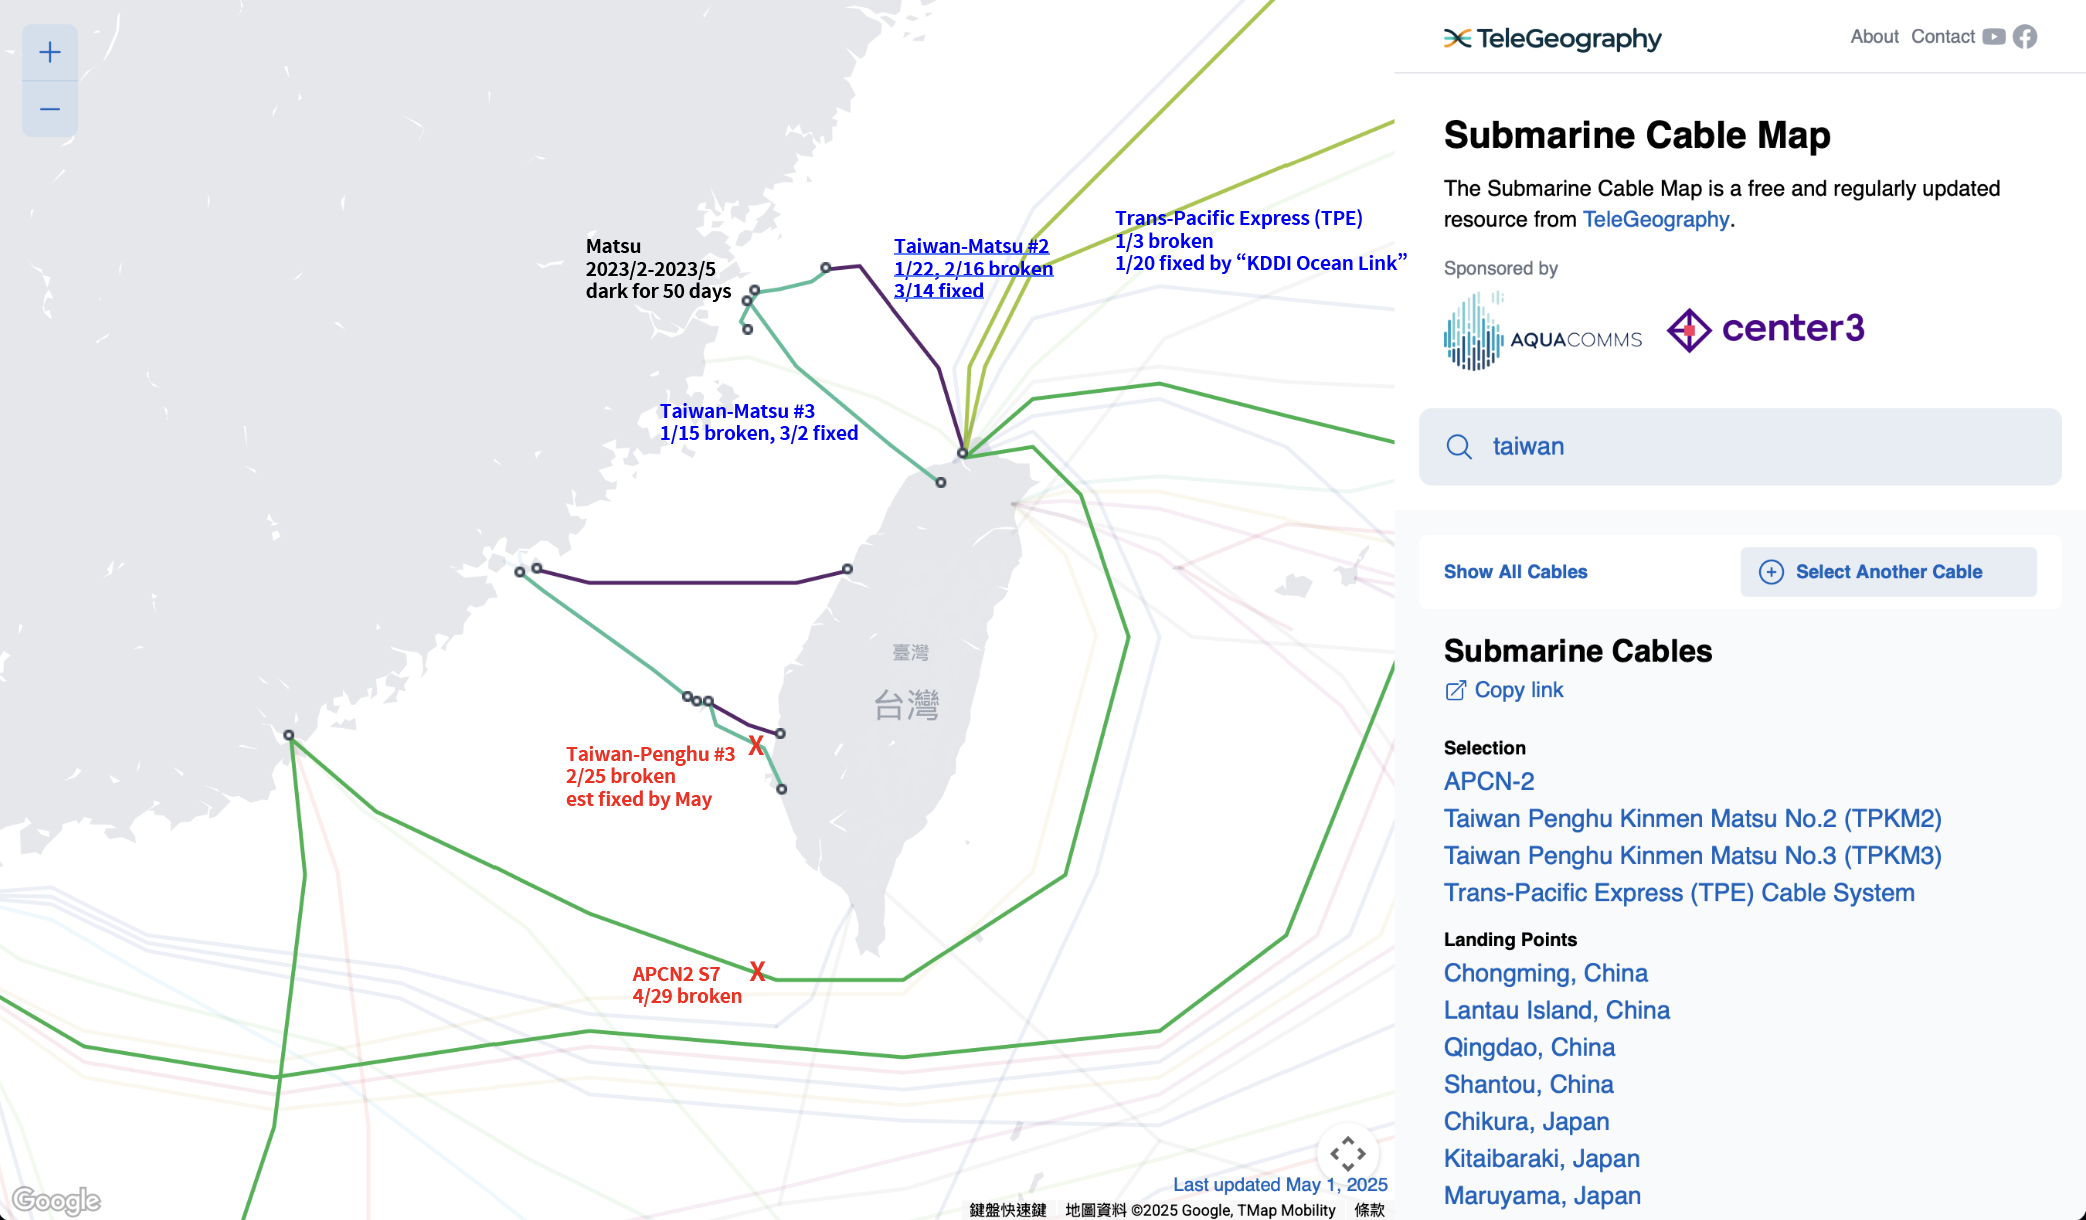 +
−
Matsu
2023/2-2023/5
dark for 50 days
Taiwan-Matsu #2
1/22, 2/16 broken
3/14 fixed
Trans-Pacific Express (TPE)
1/3 broken
1/20 fixed by “KDDI Ocean Link”
Taiwan-Matsu #3
1/15 broken, 3/2 fixed
臺灣
台灣
Taiwan-Penghu #3
2/25 broken
est fixed by May
X
APCN2 S7
4/29 broken
X
Google
Last updated May 1, 2025
鍵盤快速鍵 地圖資料 ©2025 Google, TMap Mobility 條款
TeleGeography
About Contact
Submarine Cable Map
The Submarine Cable Map is a free and regularly updated
resource from TeleGeography.
Sponsored by
AQUACOMMS
center3
taiwan
Show All Cables
Select Another Cable
Submarine Cables
Copy link
Selection
APCN-2
Taiwan Penghu Kinmen Matsu No.2 (TPKM2)
Taiwan Penghu Kinmen Matsu No.3 (TPKM3)
Trans-Pacific Express (TPE) Cable System
Landing Points
Chongming, China
Lantau Island, China
Qingdao, China
Shantou, China
Chikura, Japan
Kitaibaraki, Japan
Maruyama, Japan